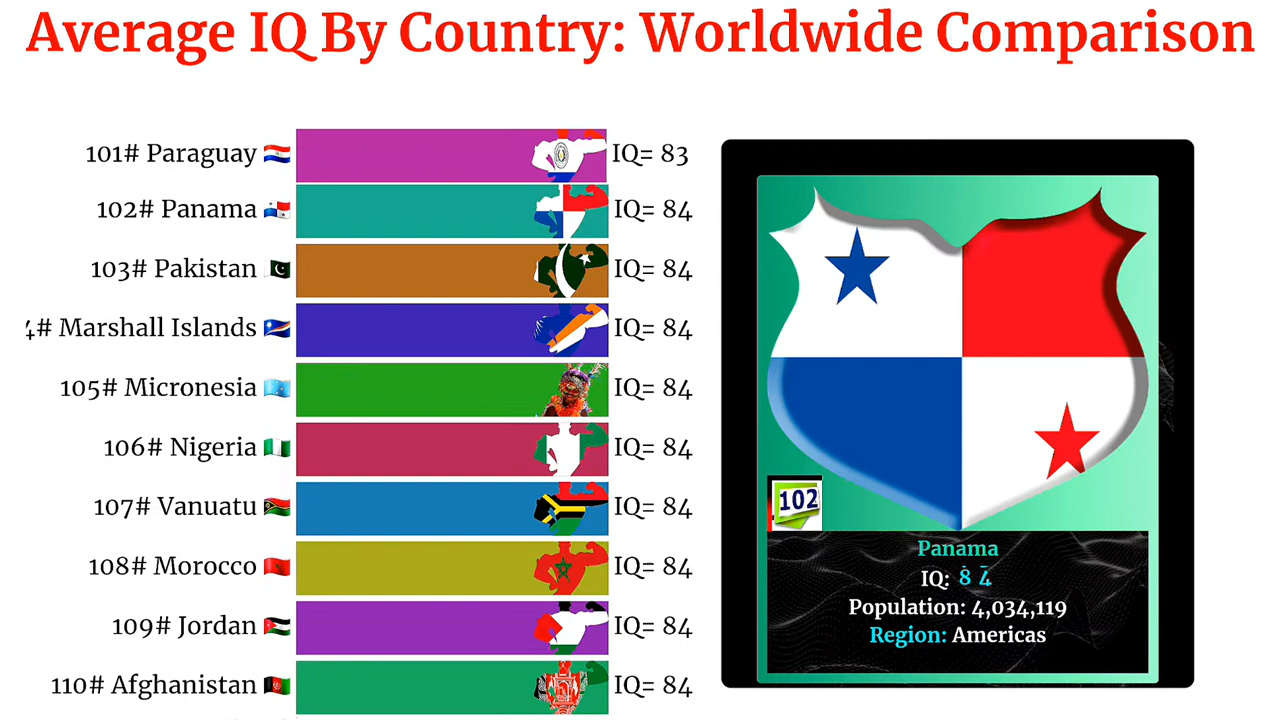 Average IQ By Country: Worldwide Comparison
101# Paraguay IQ= 83
102# Panama IQ= 84
103# Pakistan IQ= 84
4# Marshall Islands IQ= 84
105# Micronesia IQ= 84
106# Nigeria IQ= 84
107# Vanuatu IQ= 84
108# Morocco IQ= 84
109# Jordan IQ= 84
110# Afghanistan IQ= 84
102
Panama
IQ: 84
Population: 4,034,119
Region: Americas